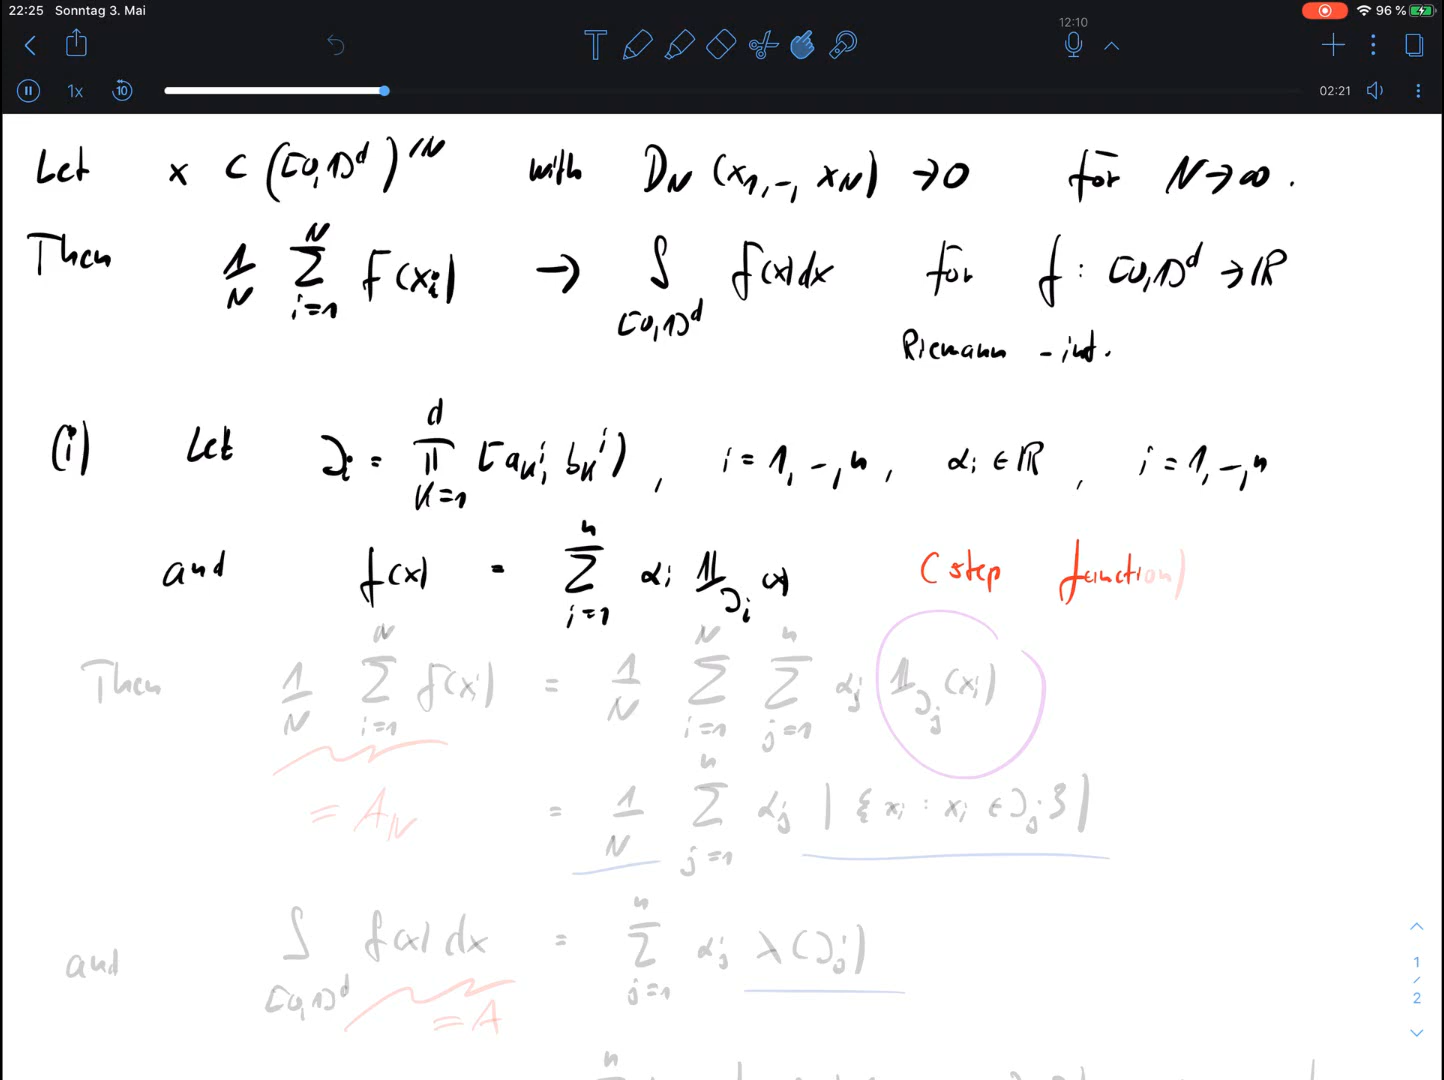 22:25 Sonntag 3. Mai 96 %
12:10
1x 10 02:21
Let x ⊂ ([0,1)^d)^ℕ with D_N (x_1,-, x_N) → 0 for N → ∞.
Then 1/N Σ_{i=1}^N f(x_i) → ∫_{[0,1)^d} f(x)dx for f : [0,1)^d → ℝ
Riemann - int.
(i) Let J_i = Π_{k=1}^d [a_k^i, b_k^i) , i = 1, -, n , α_i ∈ ℝ , i = 1, -, n
and f(x) = Σ_{i=1}^n α_i 𝟙_{J_i}(x) (step function)
Then 1/N Σ_{i=1}^N f(x_i) = 1/N Σ_{i=1}^N Σ_{j=1}^n α_j 𝟙_{J_j}(x_i)
= A_N = 1/N Σ_{j=1}^n α_j | { x_i : x_i ∈ J_j } |
and ∫_{[0,1)^d} f(x) dx = Σ_{j=1}^n α_j λ(J_j)
= A
1 / 2
n